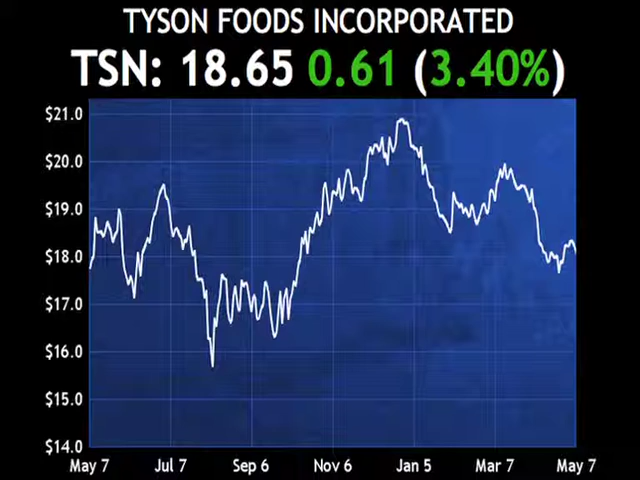 TYSON FOODS INCORPORATED
TSN: 18.65 0.61 (3.40%)
$21.0
$20.0
$19.0
$18.0
$17.0
$16.0
$15.0
$14.0
May 7 Jul 7 Sep 6 Nov 6 Jan 5 Mar 7 May 7